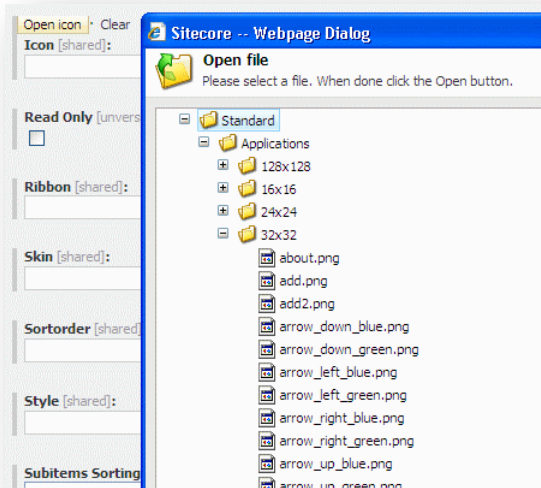 Open icon · Clear
Icon [shared]:
Read Only [unvers
Ribbon [shared]:
Skin [shared]:
Sortorder [shared]
Style [shared]:
Subitems Sorting
Sitecore -- Webpage Dialog
Open file
Please select a file. When done click the Open button.
Standard
Applications
128x128
16x16
24x24
32x32
about.png
add.png
add2.png
arrow_down_blue.png
arrow_down_green.png
arrow_left_blue.png
arrow_left_green.png
arrow_right_blue.png
arrow_right_green.png
arrow_up_blue.png
arrow_up_green.png